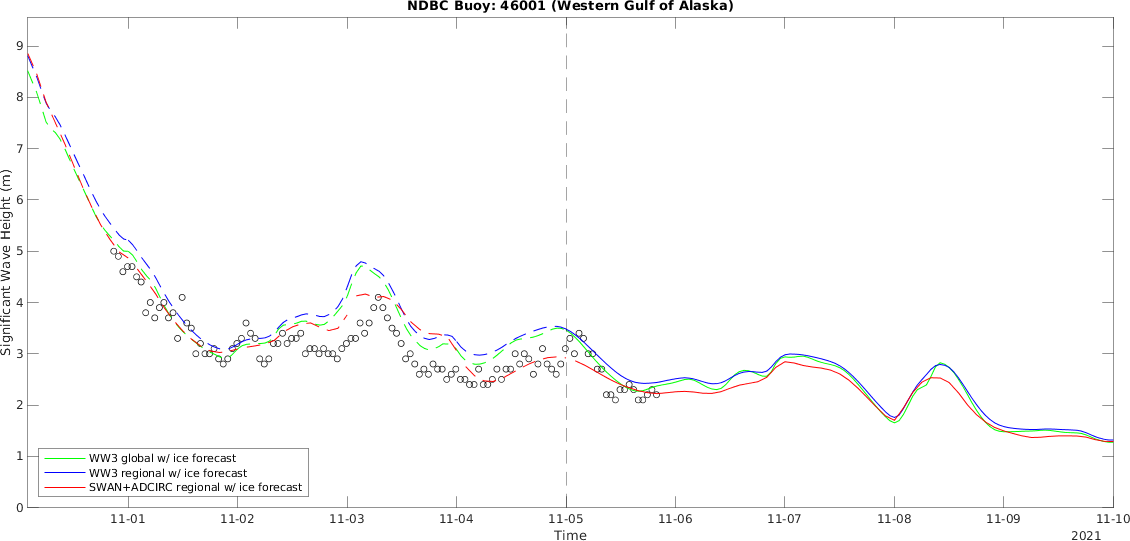 NDBC Buoy: 46001 (Western Gulf of Alaska)
9
8
7
6
5
4
3
2
1
0
Significant Wave Height (m)
WW3 global w/ ice forecast
WW3 regional w/ ice forecast
SWAN+ADCIRC regional w/ ice forecast
11-01 11-02 11-03 11-04 11-05 11-06 11-07 11-08 11-09 11-10
Time
2021